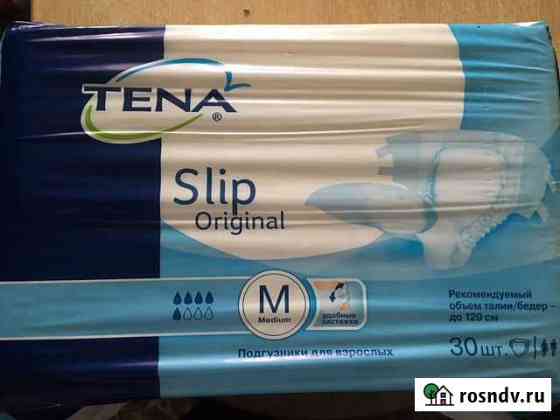 TENA®
Slip
Original
M
Medium
удобные
застежки
Рекомендуемый
объем талии/бедер –
до 120 см
Подгузники для взрослых
30 шт.
rosndv.ru